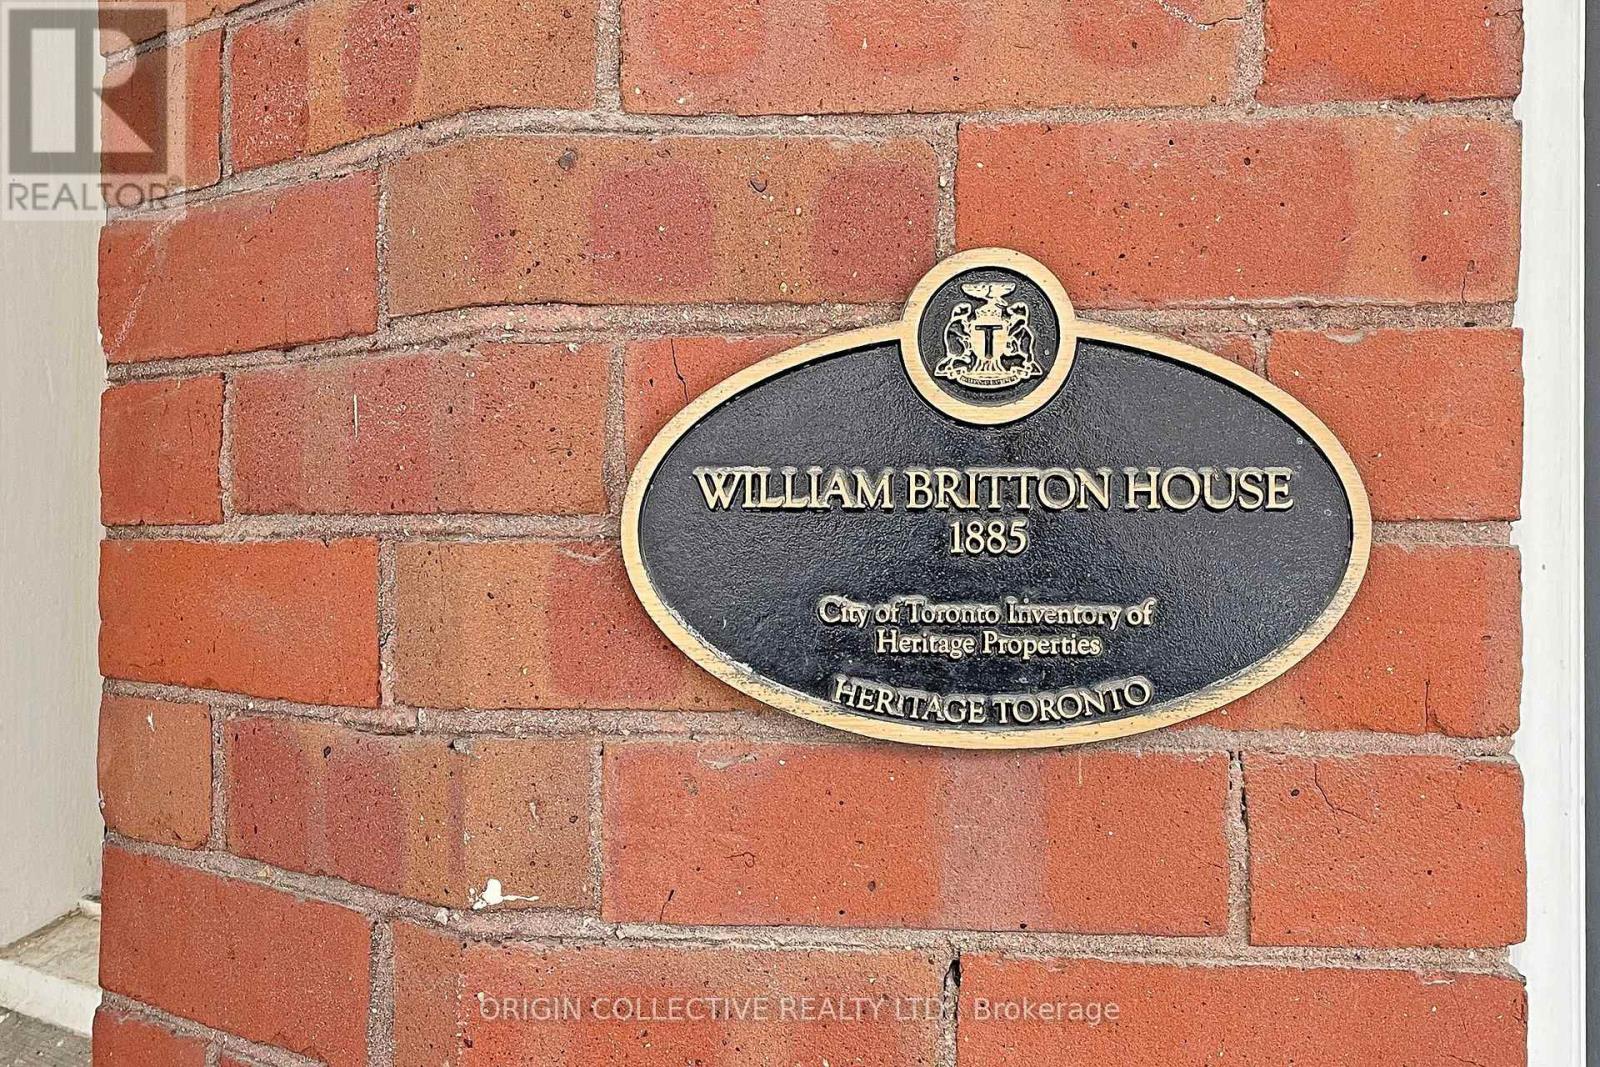 REALTOR®
T
WILLIAM BRITTON HOUSE
1885
City of Toronto Inventory of
Heritage Properties
HERITAGE TORONTO
ORIGIN COLLECTIVE REALTY LTD., Brokerage